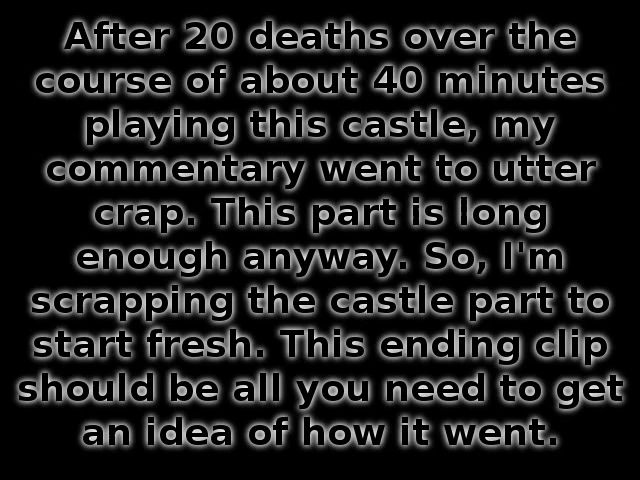 After 20 deaths over the
course of about 40 minutes
playing this castle, my
commentary went to utter
crap. This part is long
enough anyway. So, I'm
scrapping the castle part to
start fresh. This ending clip
should be all you need to get
an idea of how it went.